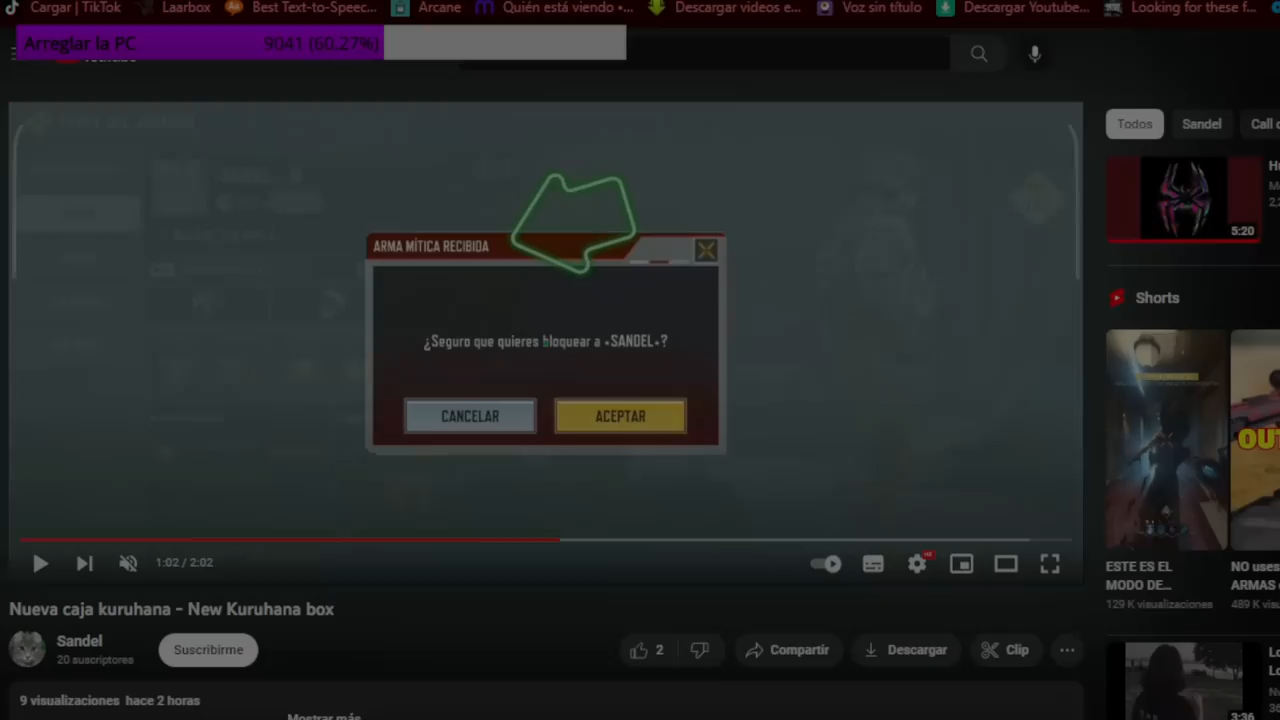 Cargar | TikTok Laarbox Best Text-to-Speec... Arcane Quién está viendo •... Descargar videos e... Voz sin título Descargar Youtube... Looking for these f...
Arreglar la PC 9041 (60.27%)
Todos Sandel Call
ARMA MÍTICA RECIBIDA
5:20
¿Seguro que quieres bloquear a •SANDEL•?
CANCELAR ACEPTAR
Shorts
1:02 / 2:02
ESTE ES EL
MODO DE...
129 K visualizaciones
NO uses
ARMAS
489 K
Nueva caja kuruhana - New Kuruhana box
Sandel
20 suscriptores
Suscribirme
2 Compartir Descargar Clip
9 visualizaciones hace 2 horas
Mostrar más
3:36